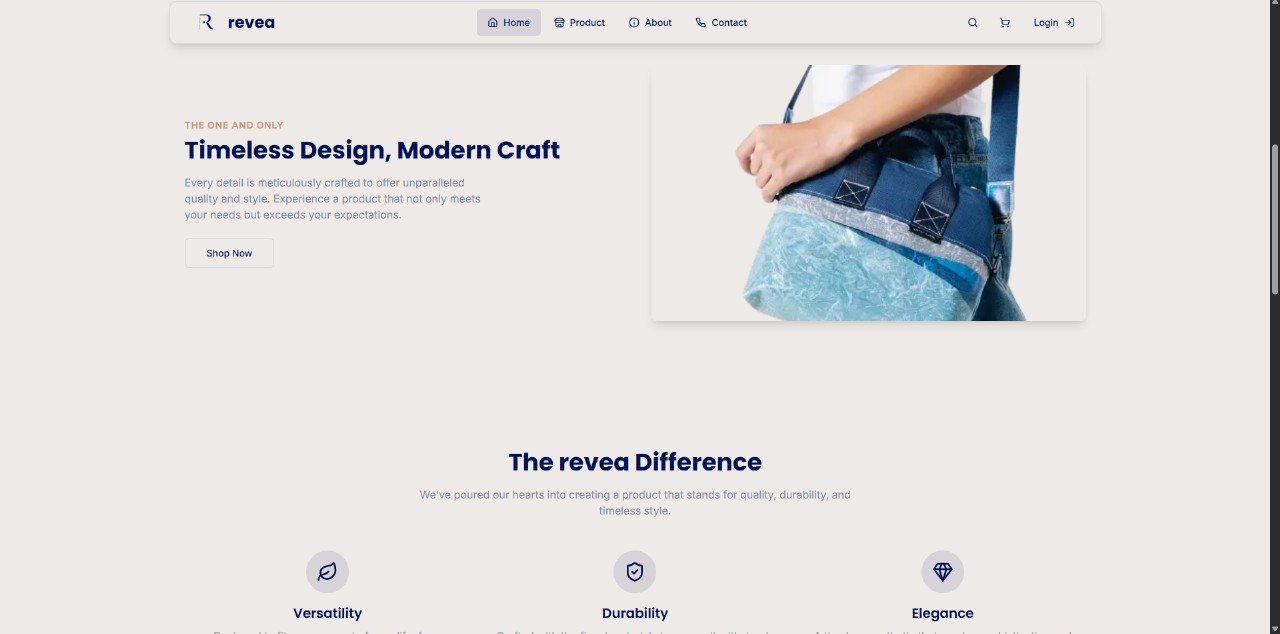 revea
Home
Product
About
Contact
Login
THE ONE AND ONLY
Timeless Design, Modern Craft
Every detail is meticulously crafted to offer unparalleled
quality and style. Experience a product that not only meets
your needs but exceeds your expectations.
Shop Now
The revea Difference
We've poured our hearts into creating a product that stands for quality, durability, and
timeless style.
Versatility
Durability
Elegance